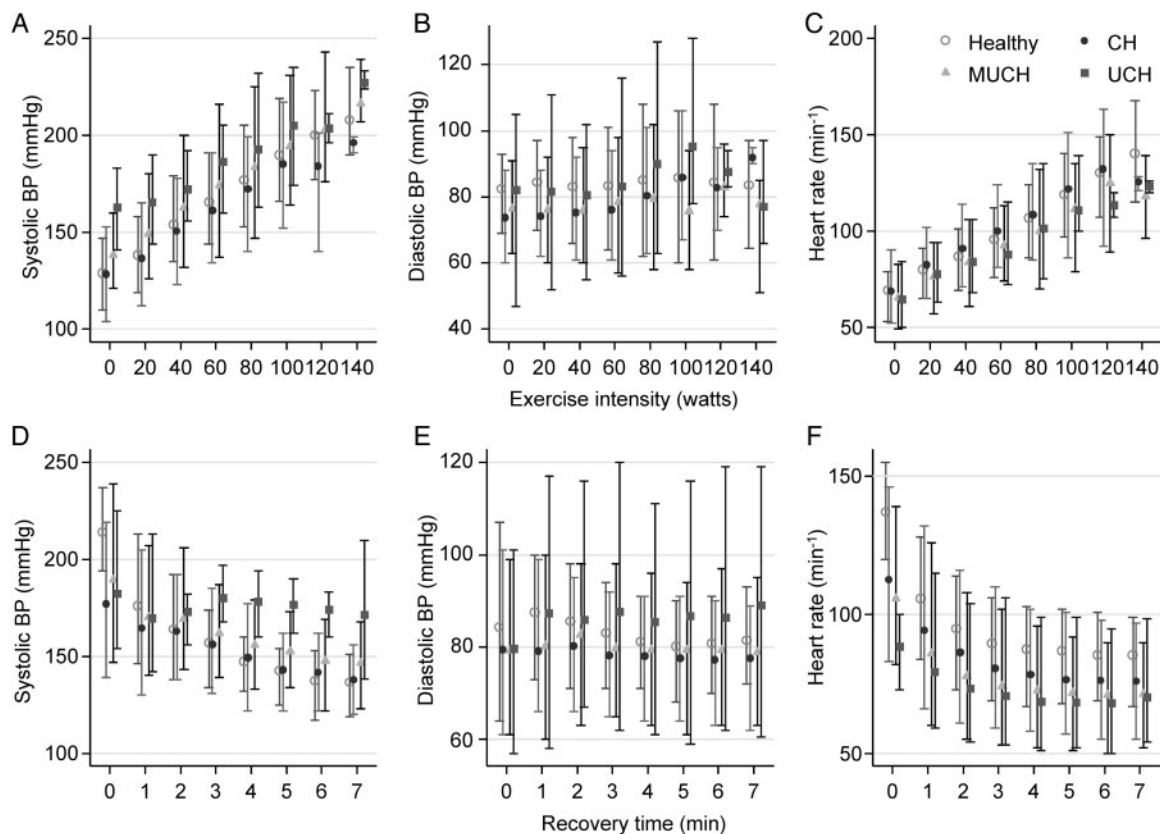 A
Systolic BP (mmHg)
250
200
150
100
0 20 40 60 80 100 120 140
B
Diastolic BP (mmHg)
120
100
80
60
40
0 20 40 60 80 100 120 140
Exercise intensity (watts)
C
Heart rate (min⁻¹)
200
150
100
50
Healthy CH
MUCH UCH
0 20 40 60 80 100 120 140
D
Systolic BP (mmHg)
250
200
150
100
0 1 2 3 4 5 6 7
E
Diastolic BP (mmHg)
120
100
80
60
0 1 2 3 4 5 6 7
Recovery time (min)
F
Heart rate (min⁻¹)
150
100
50
0 1 2 3 4 5 6 7